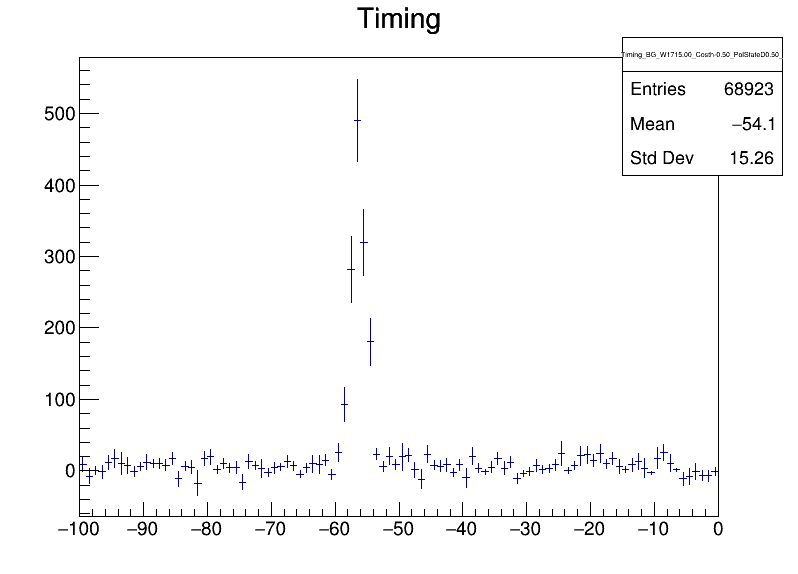 Timing
Timing_BG_W1715.00_Costh-0.50_PolStateD0.50_
Entries 68923
Mean −54.1
Std Dev 15.26
500
400
300
200
100
0
−100 −90 −80 −70 −60 −50 −40 −30 −20 −10 0